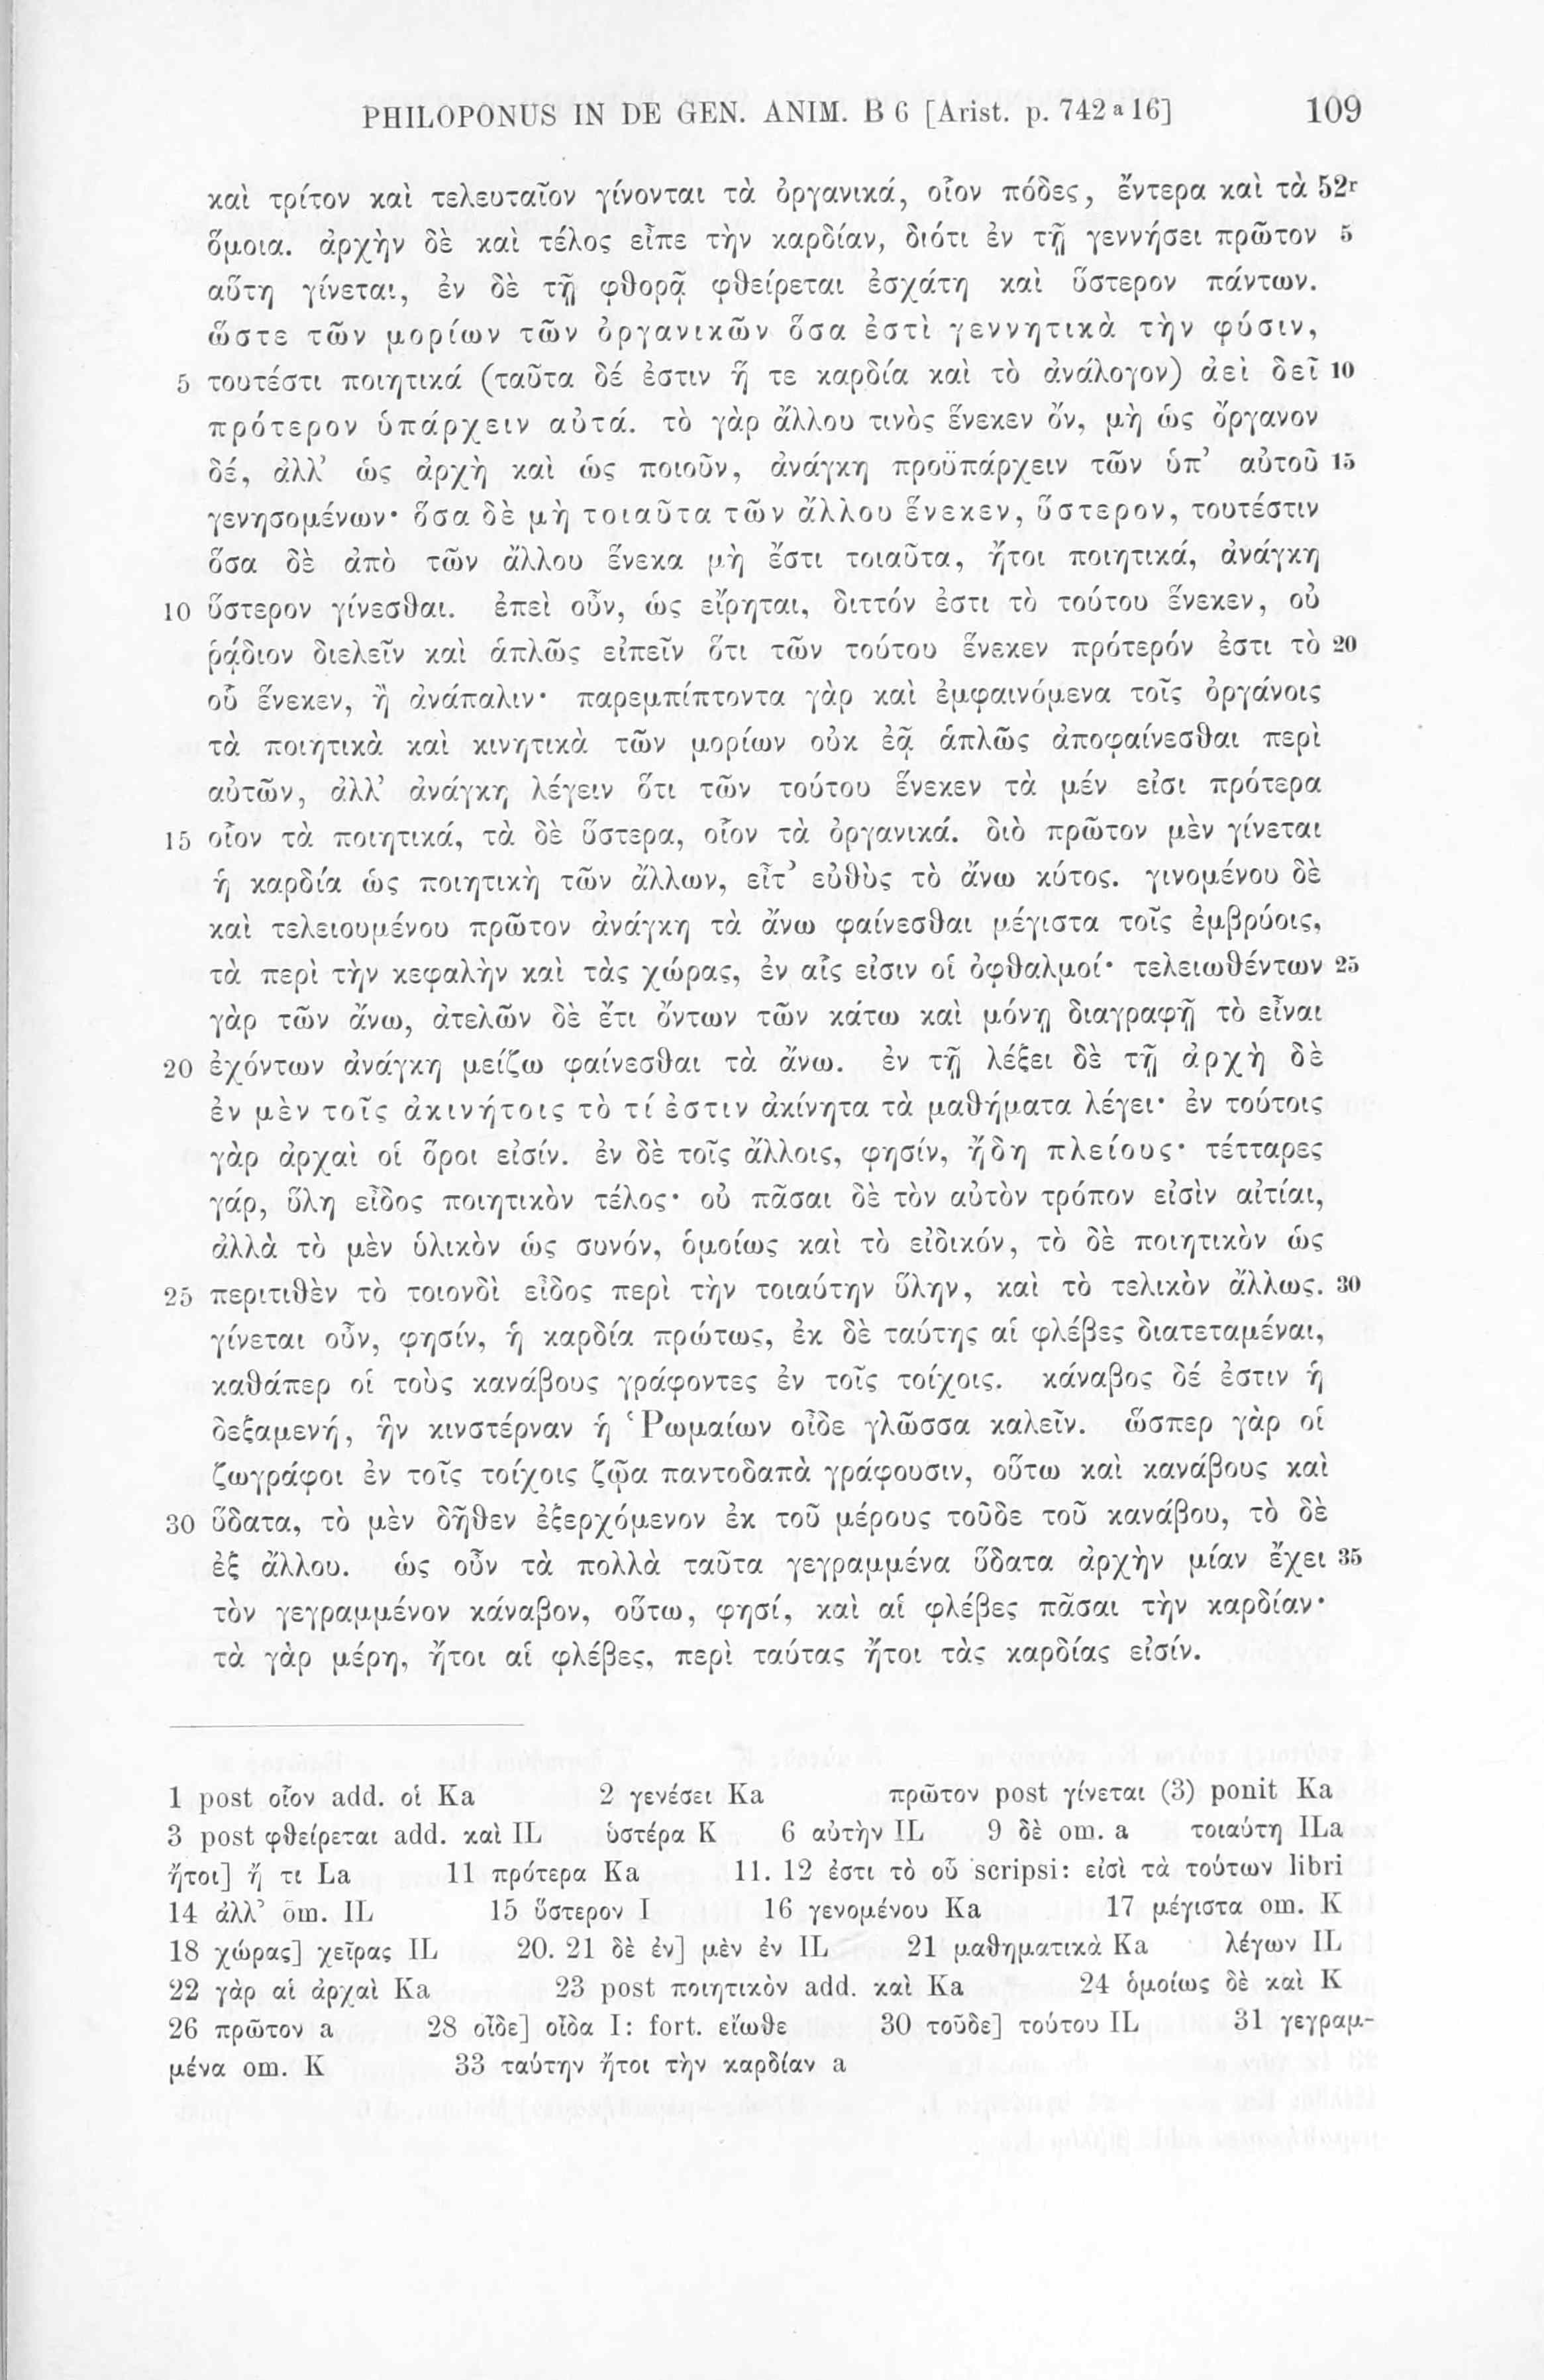 PHILOPONUS IN DE GEN. ANIM. B 6 [Arist. p. 742 a 16] 109
καὶ τρίτον καὶ τελευταῖον γίνονται τὰ ὀργανικά, οἷον πόδες, ἔντερα καὶ τὰ 52r
ὅμοια. ἀρχὴν δὲ καὶ τέλος εἶπε τὴν καρδίαν, διότι ἐν τῇ γεννήσει πρῶτον 5
αὕτη γίνεται, ἐν δὲ τῇ φθορᾷ φθείρεται ἐσχάτη καὶ ὕστερον πάντων.
ὥστε τῶν μορίων τῶν ὀργανικῶν ὅσα ἐστὶ γεννητικὰ τὴν φύσιν,
5 τουτέστι ποιητικά (ταῦτα δέ ἐστιν ἥ τε καρδία καὶ τὸ ἀνάλογον) ἀεὶ δεῖ 10
πρότερον ὑπάρχειν αὐτά. τὸ γὰρ ἄλλου τινὸς ἕνεκεν ὄν, μὴ ὡς ὄργανον
δέ, ἀλλ’ ὡς ἀρχὴ καὶ ὡς ποιοῦν, ἀνάγκη προϋπάρχειν τῶν ὑπ’ αὐτοῦ 15
γενησομένων· ὅσα δὲ μὴ τοιαῦτα τῶν ἄλλου ἕνεκεν, ὕστερον, τουτέστιν
ὅσα δὲ ἀπὸ τῶν ἄλλου ἕνεκα μὴ ἔστι τοιαῦτα, ἤτοι ποιητικά, ἀνάγκη
10 ὕστερον γίνεσθαι. ἐπεὶ οὖν, ὡς εἴρηται, διττόν ἐστι τὸ τούτου ἕνεκεν, οὐ
ῥᾴδιον διελεῖν καὶ ἁπλῶς εἰπεῖν ὅτι τῶν τούτου ἕνεκεν πρότερόν ἐστι τὸ 20
οὗ ἕνεκεν, ἢ ἀνάπαλιν· παρεμπίπτοντα γὰρ καὶ ἐμφαινόμενα τοῖς ὀργάνοις
τὰ ποιητικὰ καὶ κινητικὰ τῶν μορίων οὐκ ἐᾷ ἁπλῶς ἀποφαίνεσθαι περὶ
αὐτῶν, ἀλλ’ ἀνάγκη λέγειν ὅτι τῶν τούτου ἕνεκεν τὰ μέν εἰσι πρότερα
15 οἷον τὰ ποιητικά, τὰ δὲ ὕστερα, οἷον τὰ ὀργανικά. διὸ πρῶτον μὲν γίνεται
ἡ καρδία ὡς ποιητικὴ τῶν ἄλλων, εἶτ’ εὐθὺς τὸ ἄνω κύτος. γινομένου δὲ
καὶ τελειουμένου πρῶτον ἀνάγκη τὰ ἄνω φαίνεσθαι μέγιστα τοῖς ἐμβρύοις,
τὰ περὶ τὴν κεφαλὴν καὶ τὰς χώρας, ἐν αἷς εἰσιν οἱ ὀφθαλμοί· τελειωθέντων 25
γὰρ τῶν ἄνω, ἀτελῶν δὲ ἔτι ὄντων τῶν κάτω καὶ μόνῃ διαγραφῇ τὸ εἶναι
20 ἐχόντων ἀνάγκη μείζω φαίνεσθαι τὰ ἄνω. ἐν τῇ λέξει δὲ τῇ ἀρχὴ δὲ
ἐν μὲν τοῖς ἀκινήτοις τὸ τί ἐστιν ἀκίνητα τὰ μαθήματα λέγει· ἐν τούτοις
γὰρ ἀρχαὶ οἱ ὅροι εἰσίν. ἐν δὲ τοῖς ἄλλοις, φησίν, ἤδη πλείους· τέτταρες
γάρ, ὕλη εἶδος ποιητικὸν τέλος· οὐ πᾶσαι δὲ τὸν αὐτὸν τρόπον εἰσὶν αἰτίαι,
ἀλλὰ τὸ μὲν ὑλικὸν ὡς συνόν, ὁμοίως καὶ τὸ εἰδικόν, τὸ δὲ ποιητικὸν ὡς
25 περιτιθὲν τὸ τοιονδὶ εἶδος περὶ τὴν τοιαύτην ὕλην, καὶ τὸ τελικὸν ἄλλως. 30
γίνεται οὖν, φησίν, ἡ καρδία πρώτως, ἐκ δὲ ταύτης αἱ φλέβες διατεταμέναι,
καθάπερ οἱ τοὺς κανάβους γράφοντες ἐν τοῖς τοίχοις. κάναβος δέ ἐστιν ἡ
δεξαμενή, ἣν κινστέρναν ἡ Ῥωμαίων οἶδε γλῶσσα καλεῖν. ὥσπερ γὰρ οἱ
ζωγράφοι ἐν τοῖς τοίχοις ζῷα παντοδαπὰ γράφουσιν, οὕτω καὶ κανάβους καὶ
30 ὕδατα, τὸ μὲν δῆθεν ἐξερχόμενον ἐκ τοῦ μέρους τοῦδε τοῦ κανάβου, τὸ δὲ
ἐξ ἄλλου. ὡς οὖν τὰ πολλὰ ταῦτα γεγραμμένα ὕδατα ἀρχὴν μίαν ἔχει 35
τὸν γεγραμμένον κάναβον, οὕτω, φησί, καὶ αἱ φλέβες πᾶσαι τὴν καρδίαν·
τὰ γὰρ μέρη, ἤτοι αἱ φλέβες, περὶ ταύτας ἤτοι τὰς καρδίας εἰσίν.
1 post οἷον add. οἱ Ka 2 γενέσει Ka πρῶτον post γίνεται (3) ponit Ka
3 post φθείρεται add. καὶ IL ὑστέρα K 6 αὐτὴν IL 9 δὲ om. a τοιαύτη ILa
ἤτοι] ἤ τι La 11 πρότερα Ka 11. 12 ἐστι τὸ οὗ scripsi: εἰσὶ τὰ τούτων libri
14 ἀλλ’ om. IL 15 ὕστερον I 16 γενομένου Ka 17 μέγιστα om. K
18 χώρας] χεῖρας IL 20. 21 δὲ ἐν] μὲν ἐν IL 21 μαθηματικὰ Ka λέγων IL
22 γὰρ αἱ ἀρχαὶ Ka 23 post ποιητικὸν add. καὶ Ka 24 ὁμοίως δὲ καὶ K
26 πρῶτον a 28 οἶδε] οἶδα I: fort. εἴωθε 30 τοῦδε] τούτου IL 31 γεγραμ-
μένα om. K 33 ταύτην ἤτοι τὴν καρδίαν a